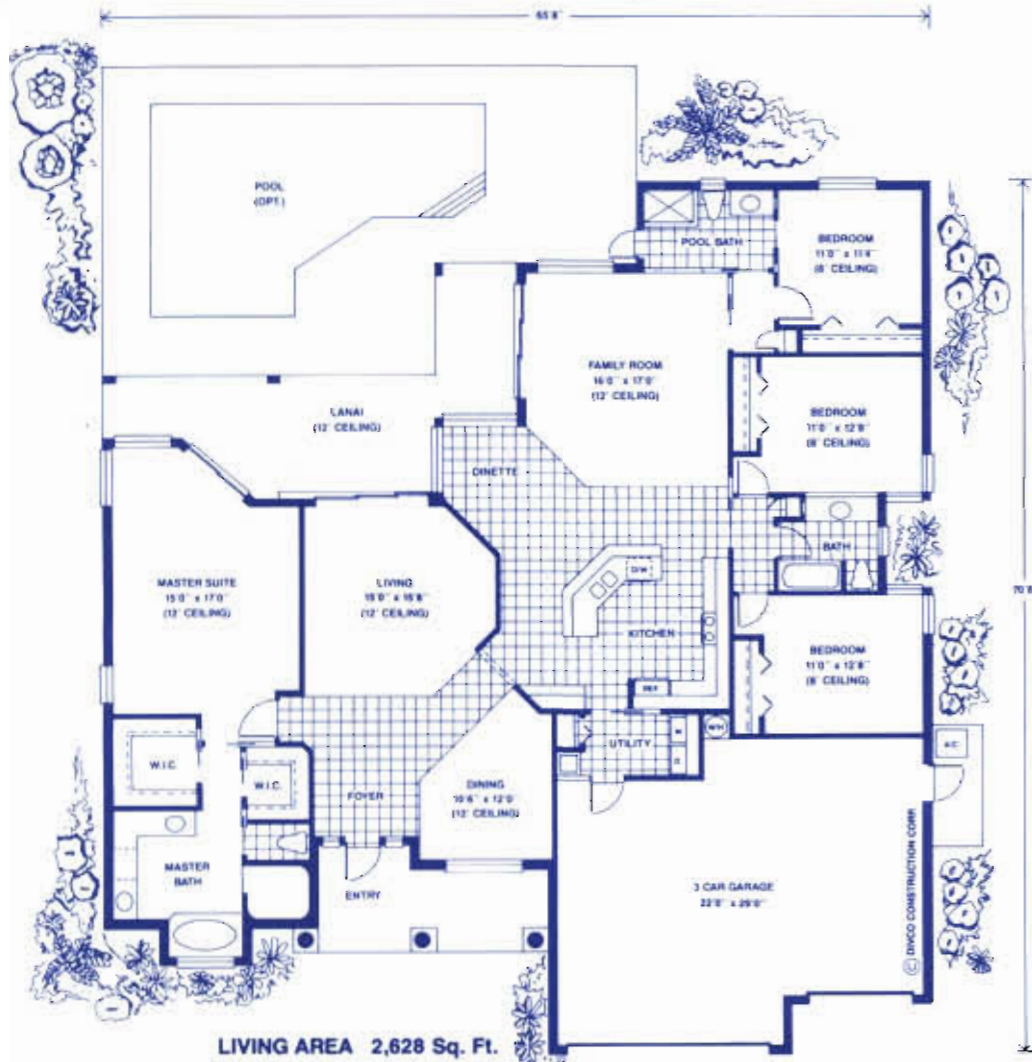 65'8"
POOL
(OPT.)
POOL BATH
BEDROOM
11'0" x 11'4"
(8' CEILING)
FAMILY ROOM
16'0" x 17'0"
(12' CEILING)
BEDROOM
11'0" x 12'8"
(8' CEILING)
LANAI
(12' CEILING)
DINETTE
MASTER SUITE
15'0" x 17'0"
(12' CEILING)
LIVING
15'0" x 15'8"
(12' CEILING)
D/W
BATH
70'8
KITCHEN
BEDROOM
11'0" x 12'8"
(8' CEILING)
REF
W.I.C.
W.I.C.
UTILITY
W
D
W/H
A/C
FOYER
DINING
10'6" x 12'0
(12' CEILING)
MASTER
BATH
ENTRY
3 CAR GARAGE
22'0" x 29'0"
© DIVCO CONSTRUCTION CORP.
LIVING AREA 2,628 Sq. Ft.